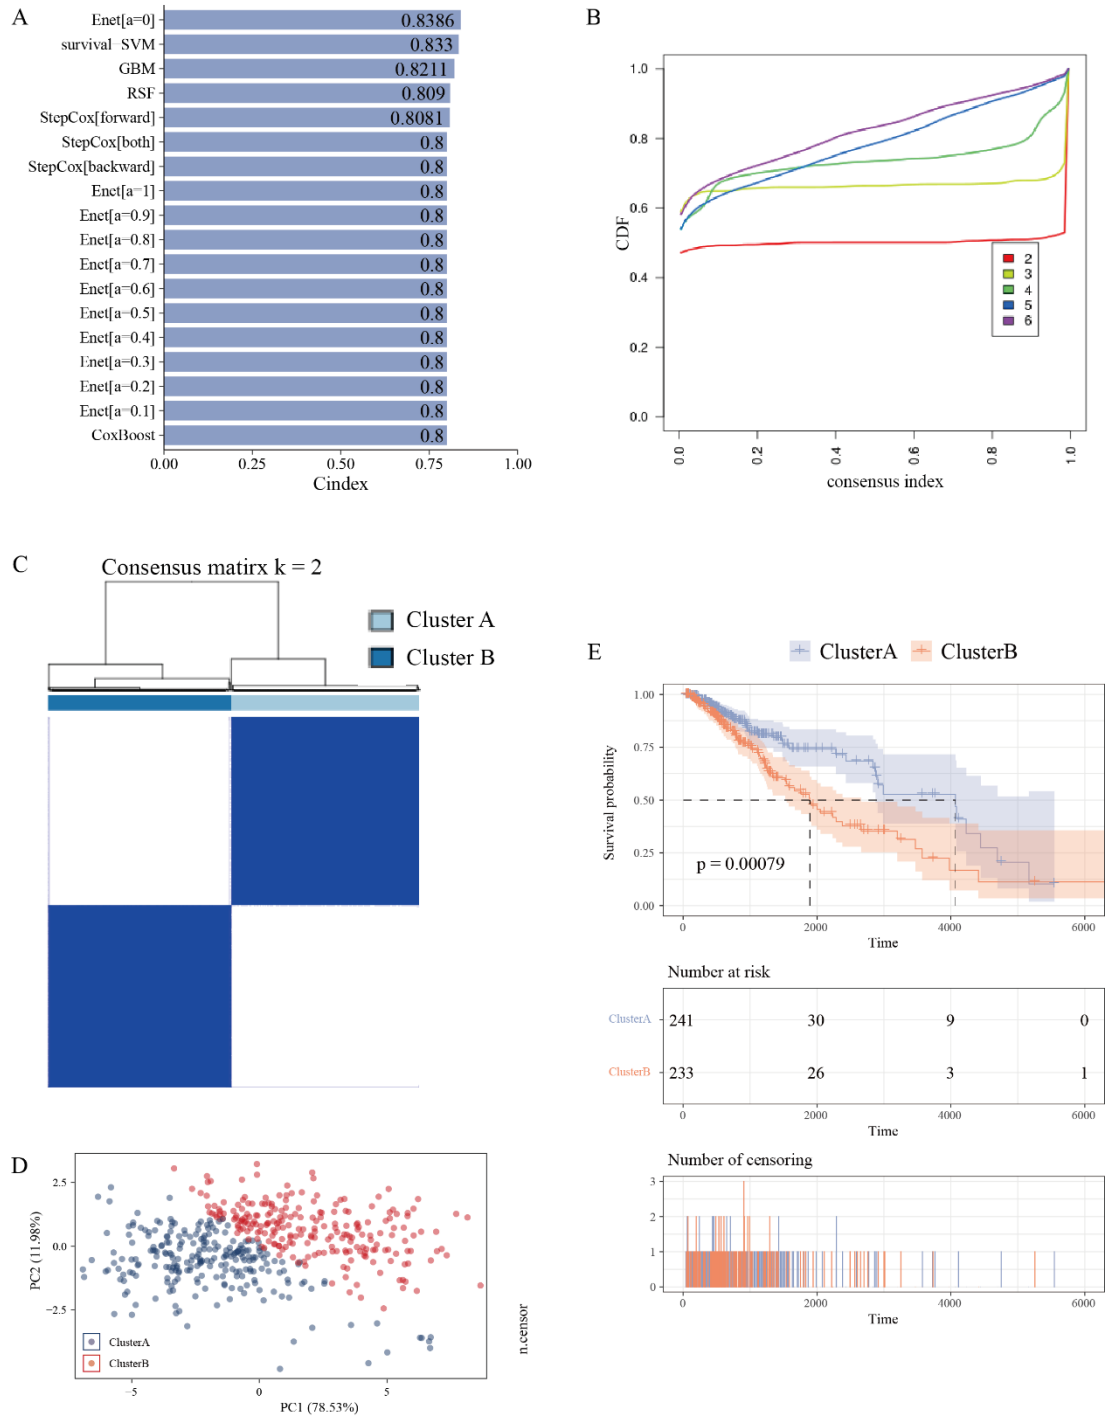 A
Enet[a=0] 0.8386
survival-SVM 0.833
GBM 0.8211
RSF 0.809
StepCox[forward] 0.8081
StepCox[both] 0.8
StepCox[backward] 0.8
Enet[a=1] 0.8
Enet[a=0.9] 0.8
Enet[a=0.8] 0.8
Enet[a=0.7] 0.8
Enet[a=0.6] 0.8
Enet[a=0.5] 0.8
Enet[a=0.4] 0.8
Enet[a=0.3] 0.8
Enet[a=0.2] 0.8
Enet[a=0.1] 0.8
CoxBoost 0.8
0.00 0.25 0.50 0.75 1.00
Cindex
B
1.0
0.8
0.6
0.4
0.2
0.0
CDF
2
3
4
5
6
0.0 0.2 0.4 0.6 0.8 1.0
consensus index
C
Consensus matirx k = 2
Cluster A
Cluster B
D
2.5
0.0
−2.5
PC2 (11.98%)
ClusterA
ClusterB
−5 0 5
PC1 (78.53%)
E
ClusterA ClusterB
1.00
0.75
0.50
0.25
0.00
Survival probability
p = 0.00079
0 2000 4000 6000
Time
Number at risk
ClusterA 241 30 9 0
ClusterB 233 26 3 1
0 2000 4000 6000
Time
Number of censoring
3
2
1
0
n.censor
0 2000 4000 6000
Time